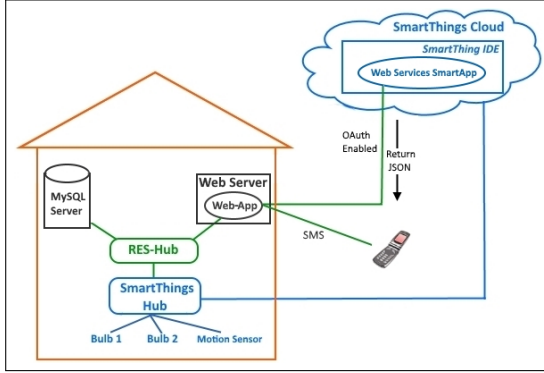 SmartThings Cloud
SmartThing IDE
Web Services SmartApp
OAuth
Enabled
Return
JSON
MySQL
Server
Web Server
Web-App
SMS
RES-Hub
SmartThings
Hub
Bulb 1
Bulb 2
Motion Sensor